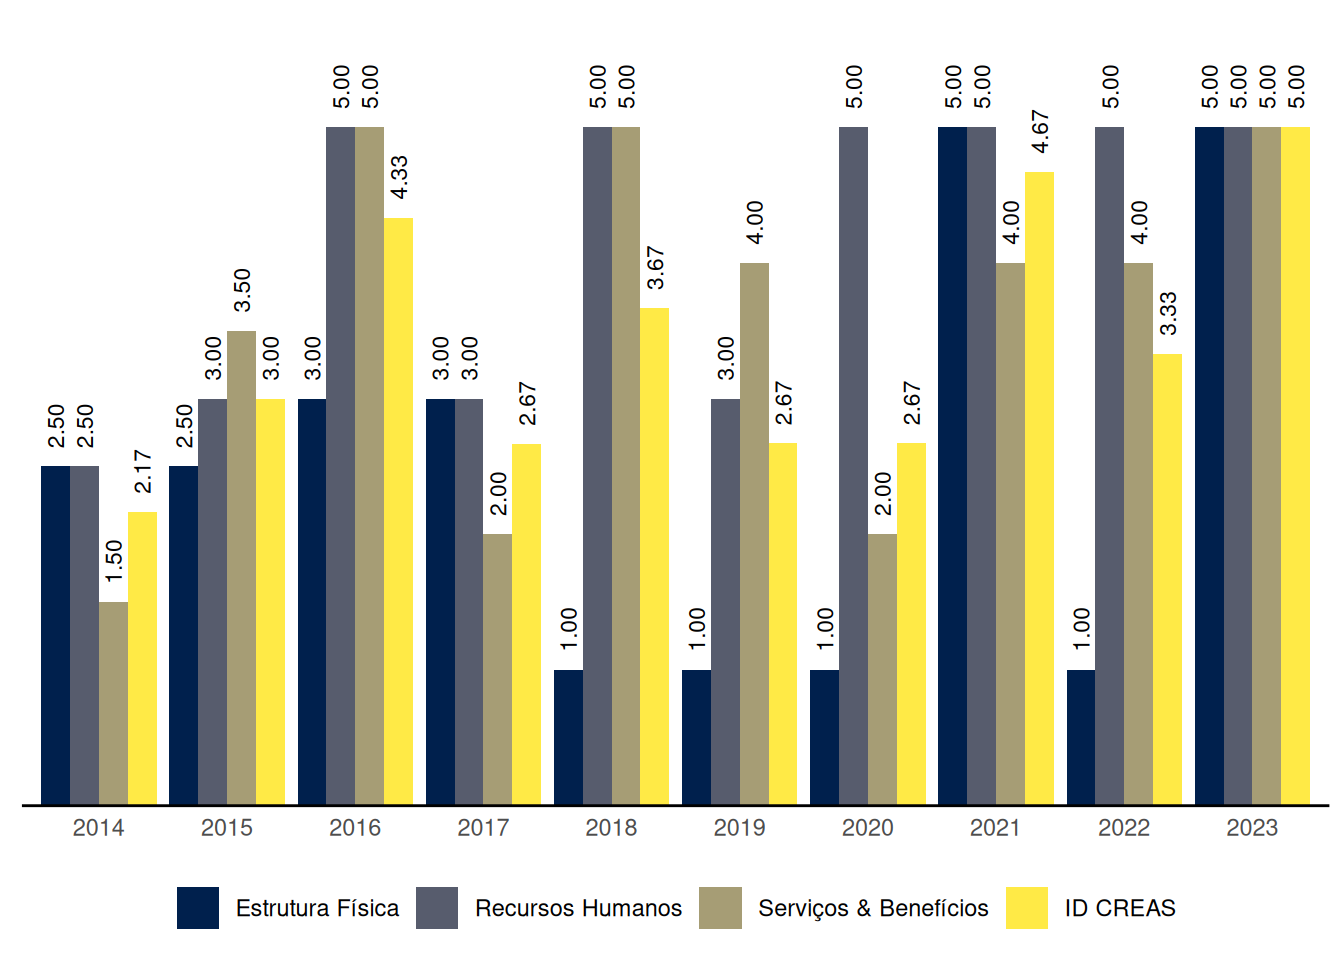 2.50 2.50 1.50 2.17
2.50 3.00 3.50 3.00
3.00 5.00 5.00 4.33
3.00 3.00 2.00 2.67
1.00 5.00 5.00 3.67
1.00 3.00 4.00 2.67
1.00 5.00 2.00 2.67
5.00 5.00 4.00 4.67
1.00 5.00 4.00 3.33
5.00 5.00 5.00 5.00
2014 2015 2016 2017 2018 2019 2020 2021 2022 2023
Estrutura Física Recursos Humanos Serviços & Benefícios ID CREAS